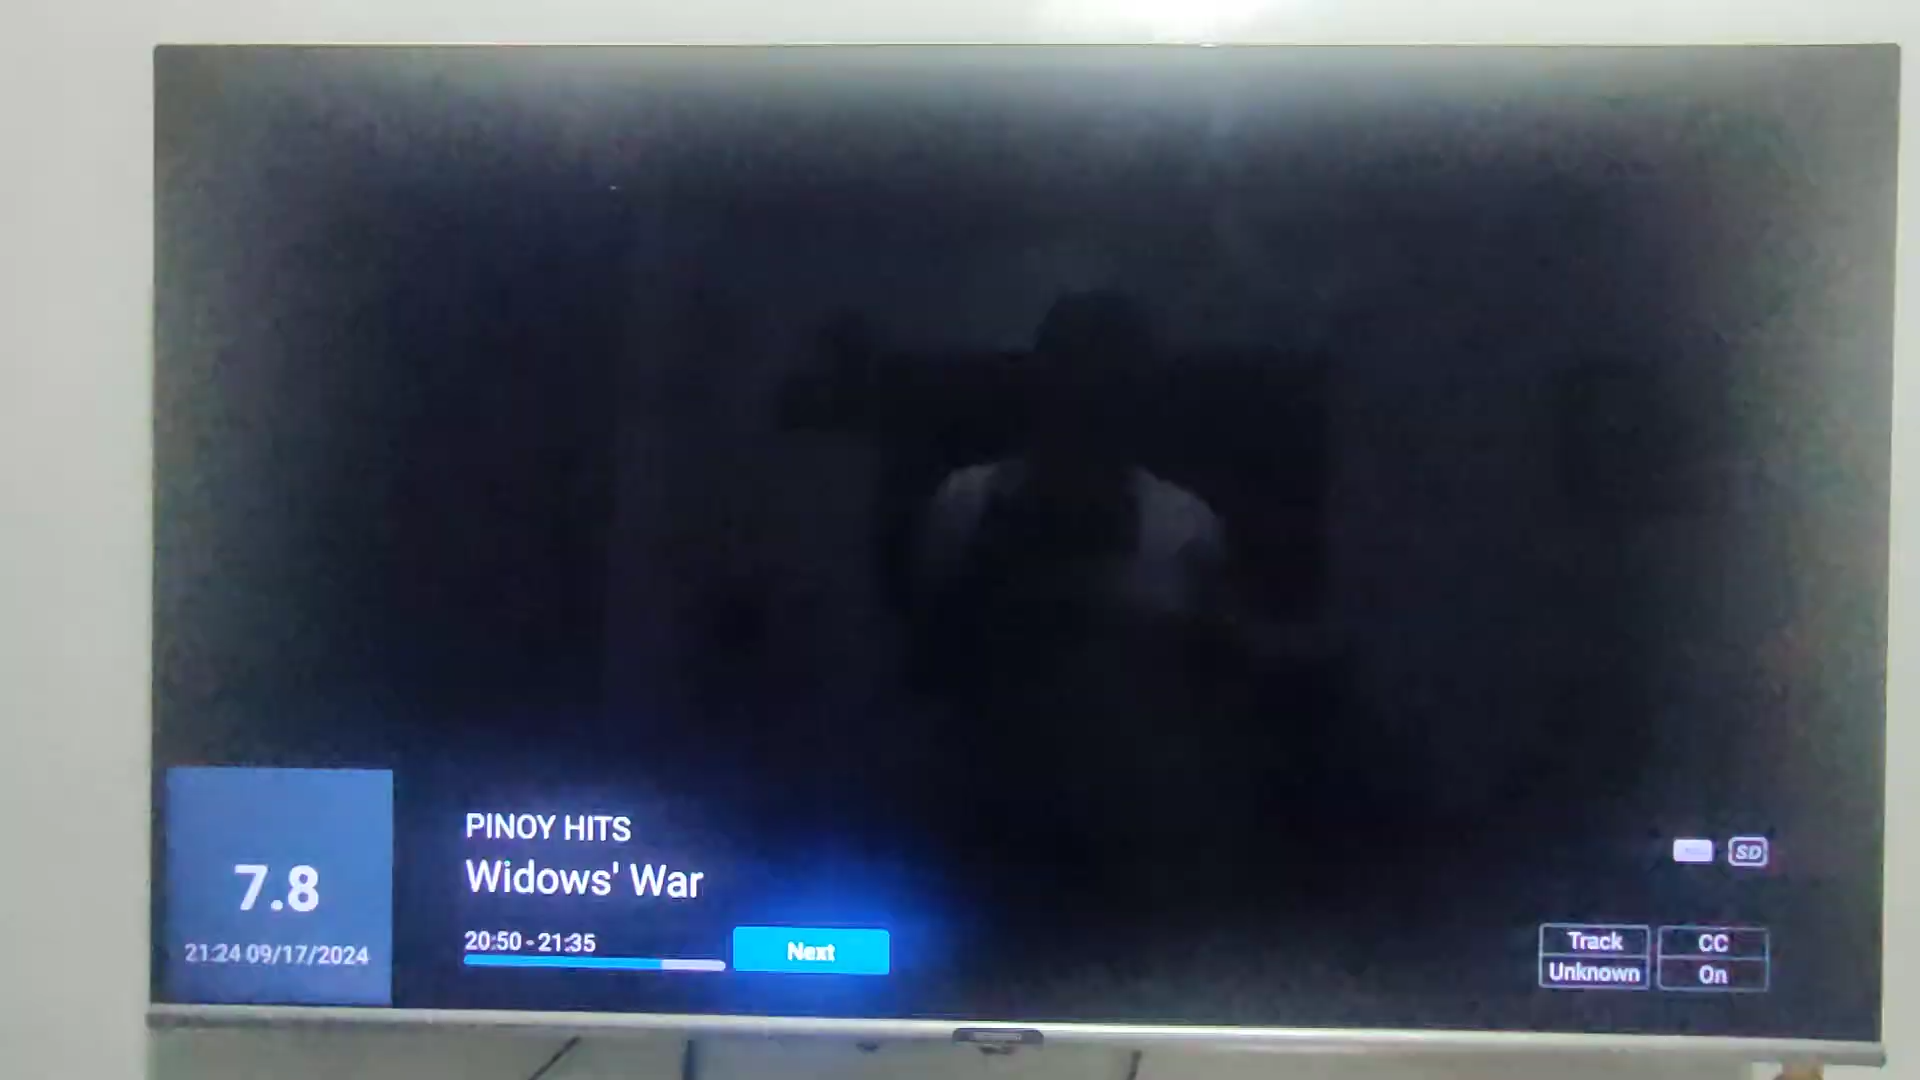 PINOY HITS
Widows' War
SD
7.8
20:50 - 21:35
Next
Track
CC
21:24 09/17/2024
Unknown
On